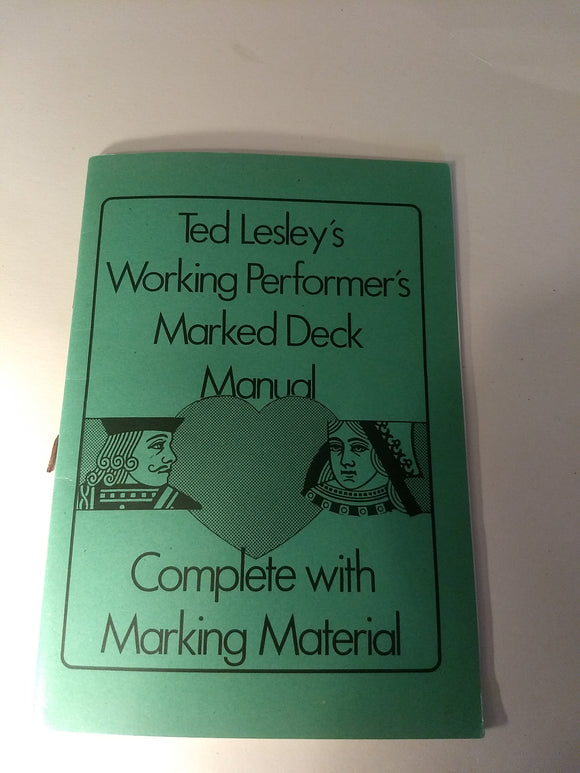 Ted Lesley's
Working Performer's
Marked Deck
Manual
Complete with
Marking Material